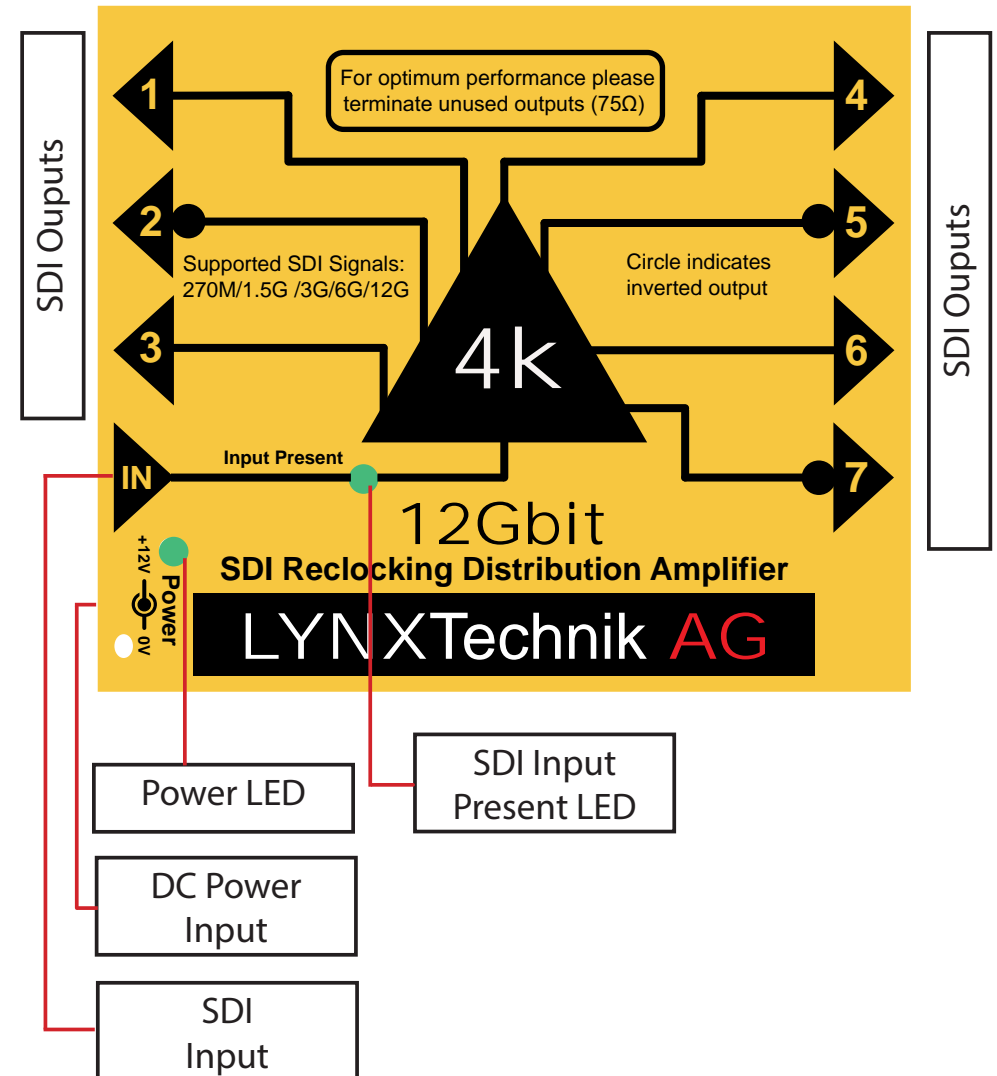 SDI Ouputs
1
2
3
For optimum performance please
terminate unused outputs (75Ω)
4
5
6
7
SDI Ouputs
Supported SDI Signals:
270M/1.5G /3G/6G/12G
Circle indicates
inverted output
4k
IN
Input Present
12Gbit
SDI Reclocking Distribution Amplifier
+12V
0V
Power
LYNXTechnik AG
Power LED
SDI Input
Present LED
DC Power
Input
SDI
Input